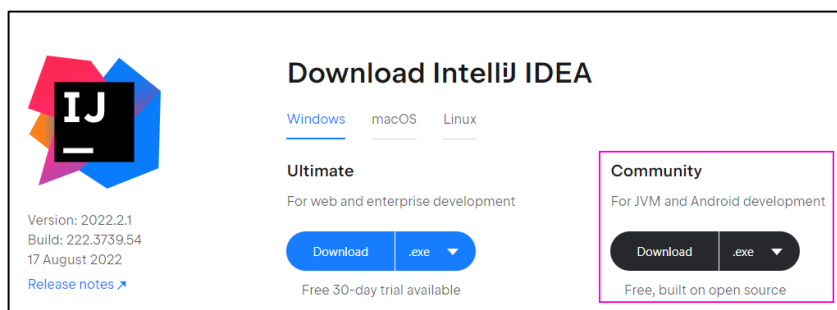 IJ
Version: 2022.2.1
Build: 222.3739.54
17 August 2022
Release notes ↗
Download IntelliJ IDEA
Windows macOS Linux
Ultimate
For web and enterprise development
Download .exe
Free 30-day trial available
Community
For JVM and Android development
Download .exe
Free, built on open source